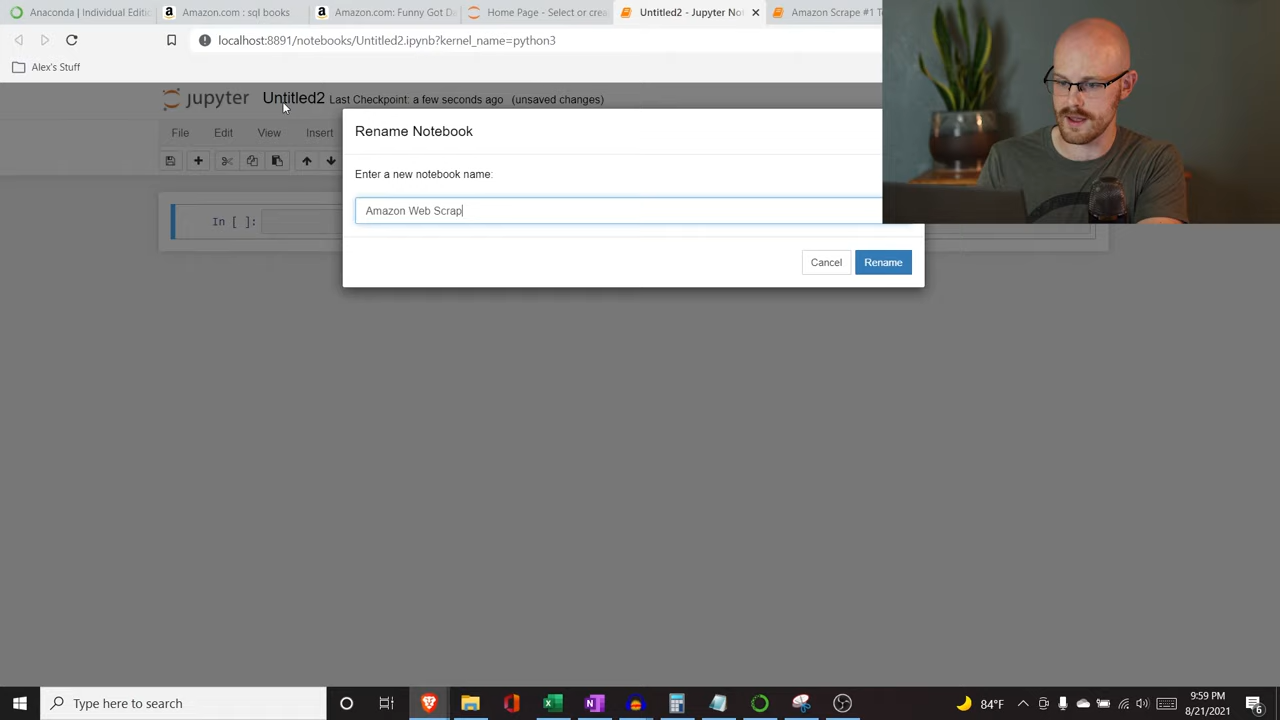 Anaconda | Individual Editi
Amazon.com : sql books
Amazon.com: Funny Got Da
Home Page - Select or crea
Untitled2 - Jupyter No
Amazon Scrape #1 T
localhost:8891/notebooks/Untitled2.ipynb?kernel_name=python3
Alex's Stuff
jupyter Untitled2 Last Checkpoint: a few seconds ago (unsaved changes)
File Edit View Insert
Rename Notebook
Enter a new notebook name:
Amazon Web Scrap
In [ ]:
Cancel Rename
Type here to search
84°F
9:59 PM
8/21/2021
6